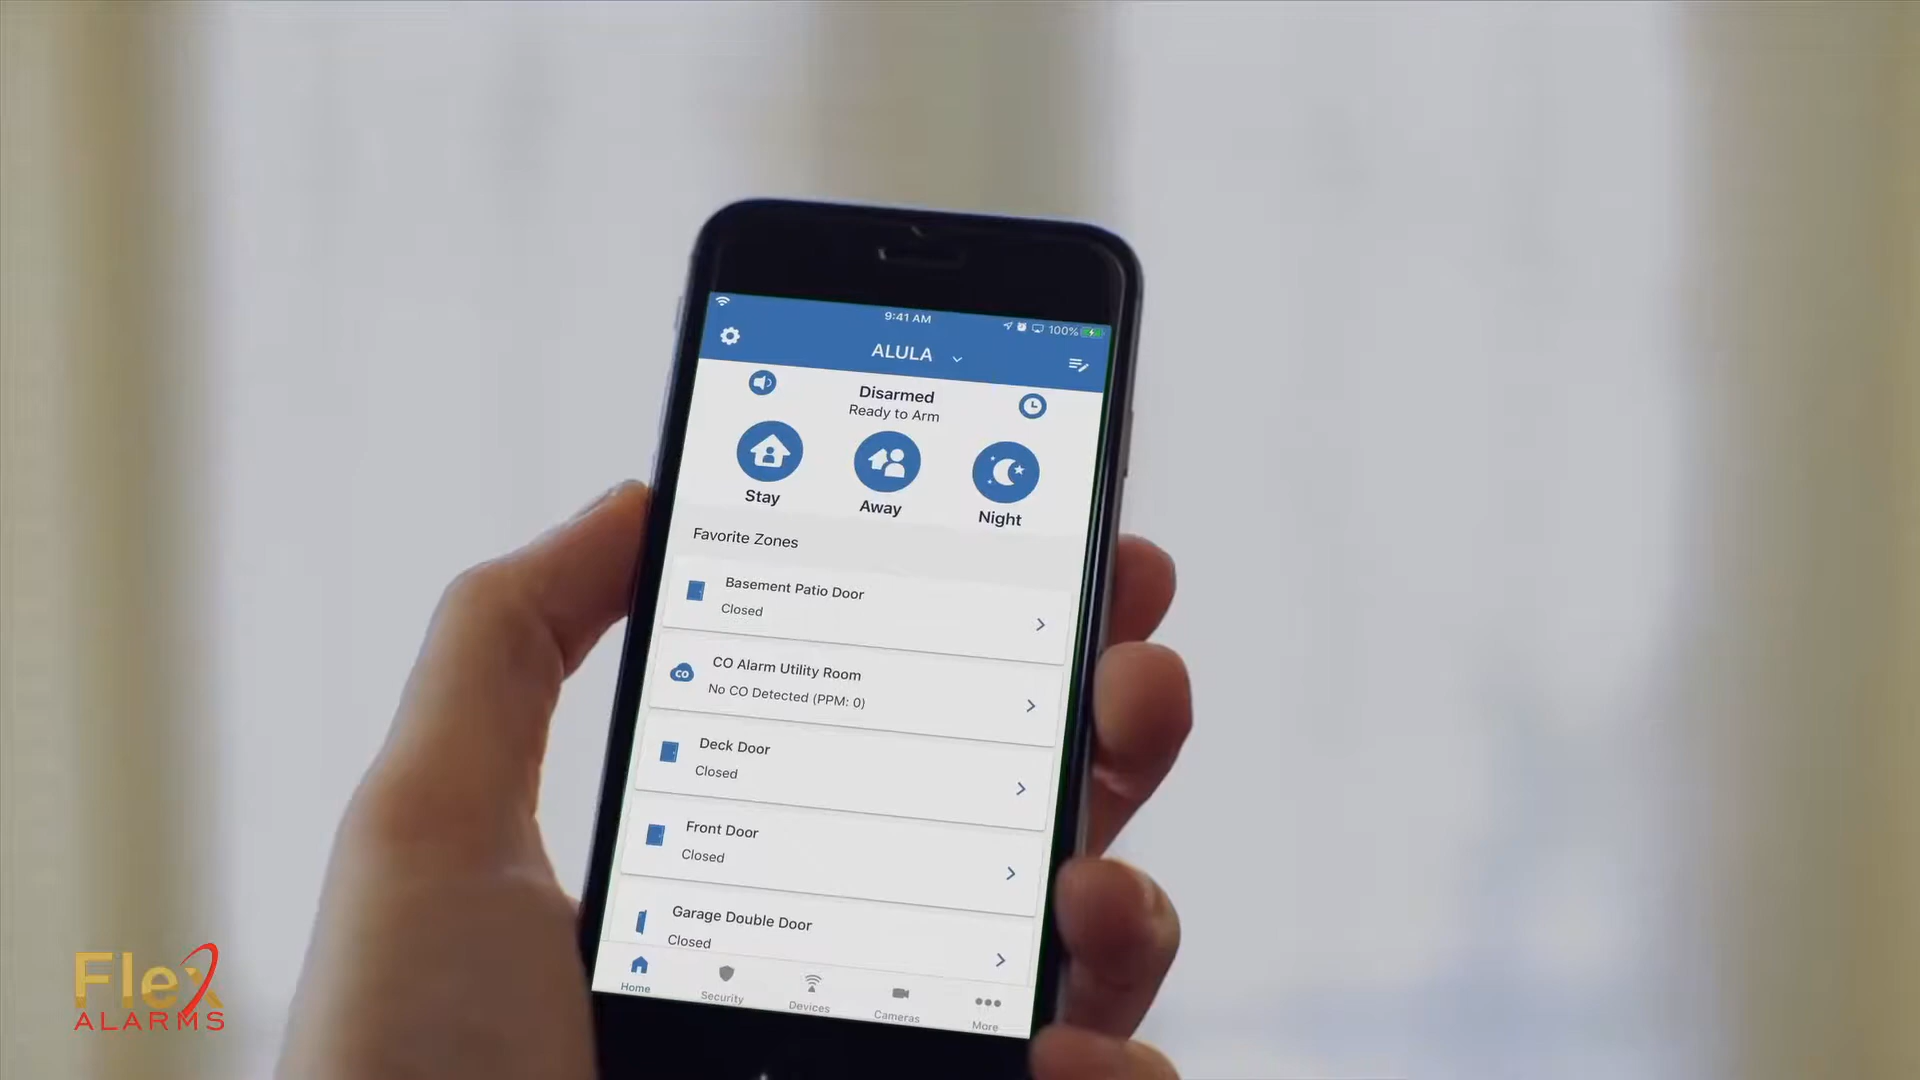 9:41 AM
100%
ALULA
Disarmed
Ready to Arm
Stay
Away
Night
Favorite Zones
Basement Patio Door
Closed
CO
CO Alarm Utility Room
No CO Detected (PPM: 0)
Deck Door
Closed
Front Door
Closed
Garage Double Door
Closed
Home
Security
Devices
Cameras
More
Flex
ALARMS